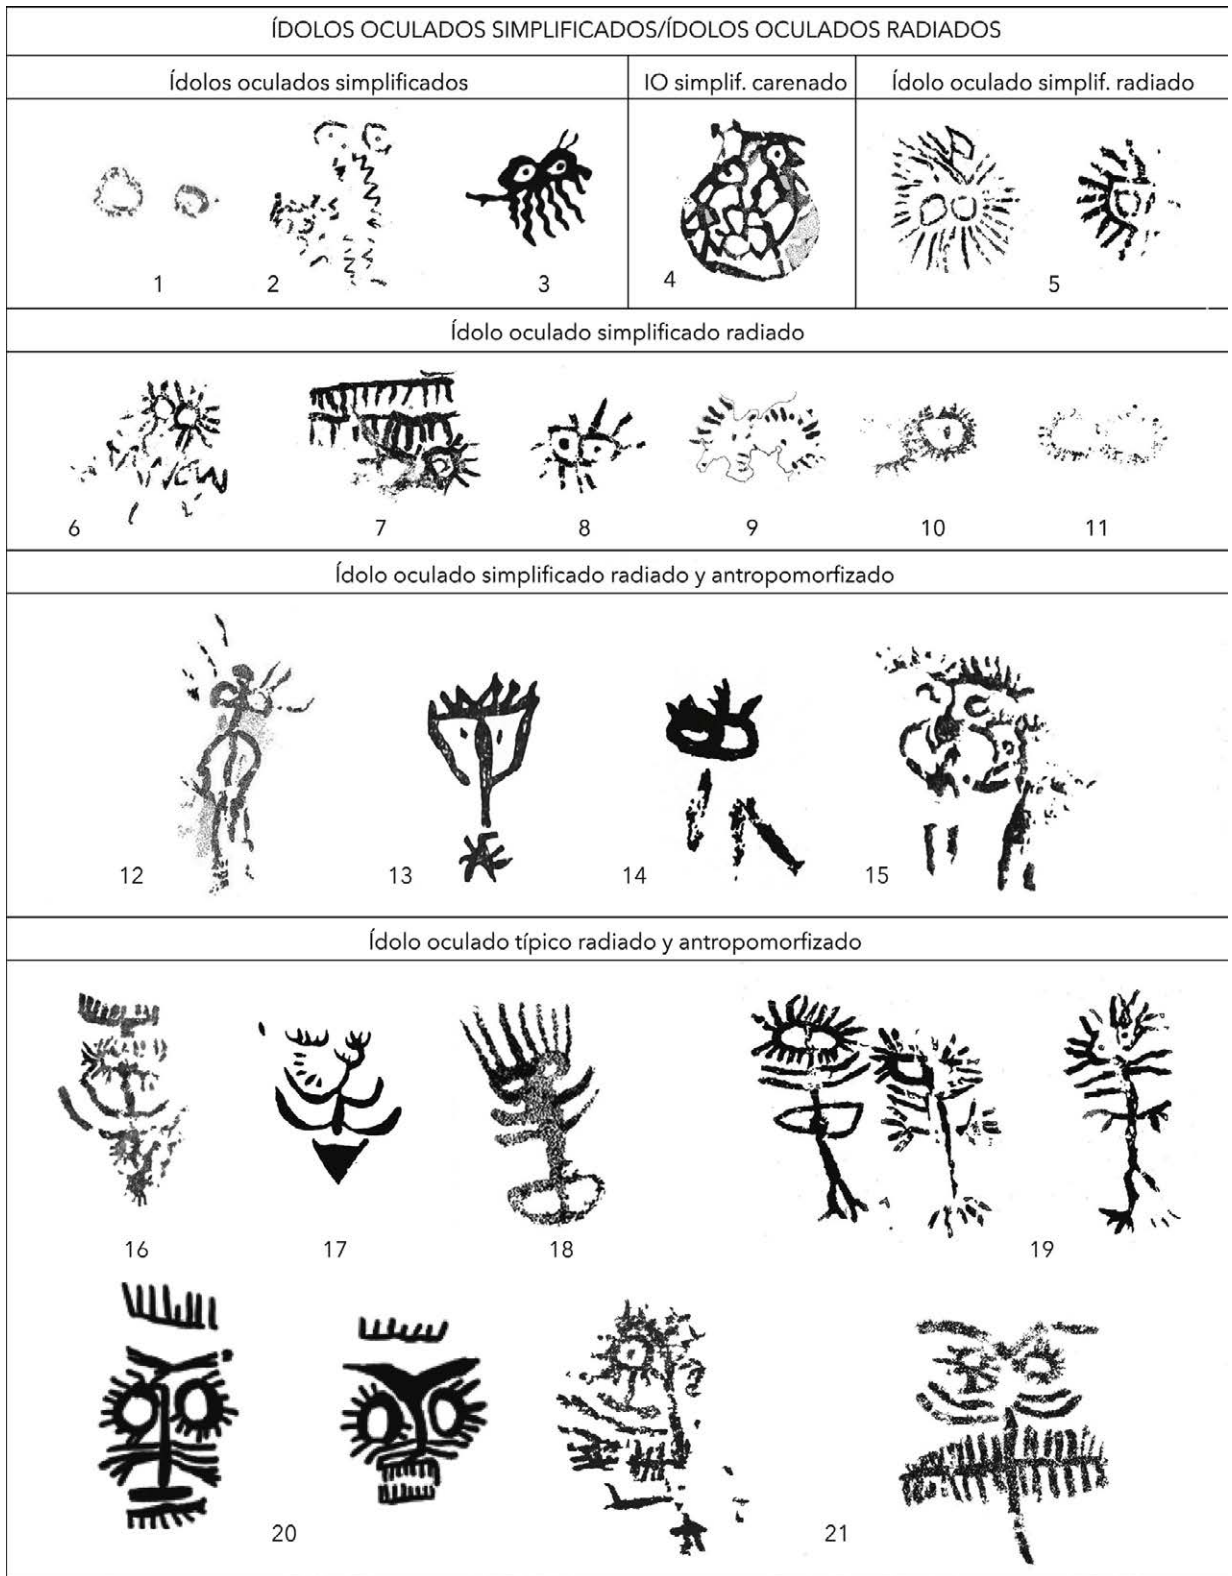 ÍDOLOS OCULADOS SIMPLIFICADOS/ÍDOLOS OCULADOS RADIADOS
Ídolos oculados simplificados IO simplif. carenado Ídolo oculado simplif. radiado
1 2 3 4 5
Ídolo oculado simplificado radiado
6 7 8 9 10 11
Ídolo oculado simplificado radiado y antropomorfizado
12 13 14 15
Ídolo oculado típico radiado y antropomorfizado
16 17 18 19
20 21